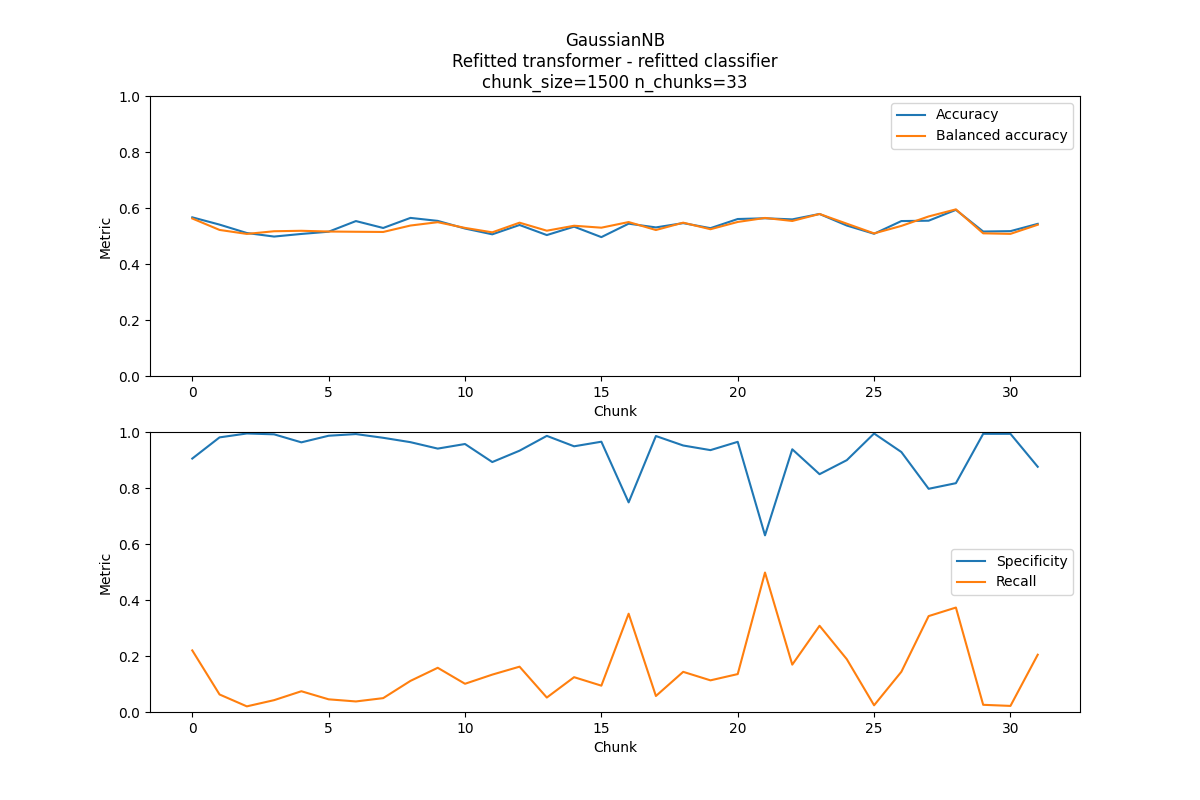 GaussianNB
Refitted transformer - refitted classifier
chunk_size=1500 n_chunks=33
1.0
0.8
0.6
0.4
0.2
0.0
Metric
Accuracy
Balanced accuracy
0 5 10 15 20 25 30
Chunk
1.0
0.8
0.6
0.4
0.2
0.0
Metric
Specificity
Recall
0 5 10 15 20 25 30
Chunk